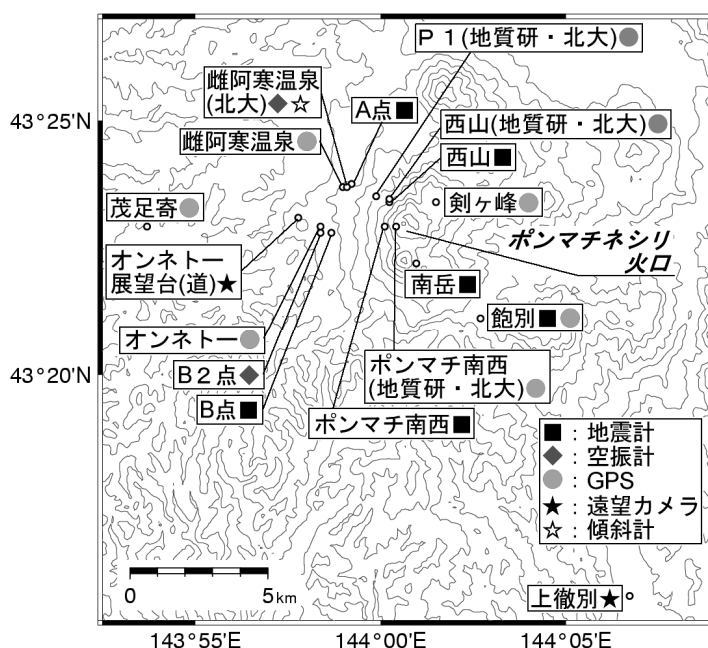 P 1(地質研・北大)●
雌阿寒温泉
(北大)◆☆
A点■
雌阿寒温泉●
西山(地質研・北大)●
西山■
43°25'N
茂足寄●
剣ヶ峰●
オンネトー
展望台(道)★
ポンマチネシリ
火口
南岳■
飽別■●
オンネトー●
B2点◆
B点■
ポンマチ南西
(地質研・北大)●
ポンマチ南西■
43°20'N
■:地震計
◆:空振計
●:GPS
★:遠望カメラ
☆:傾斜計
0 5km
上徹別★
143°55'E 144°00'E 144°05'E